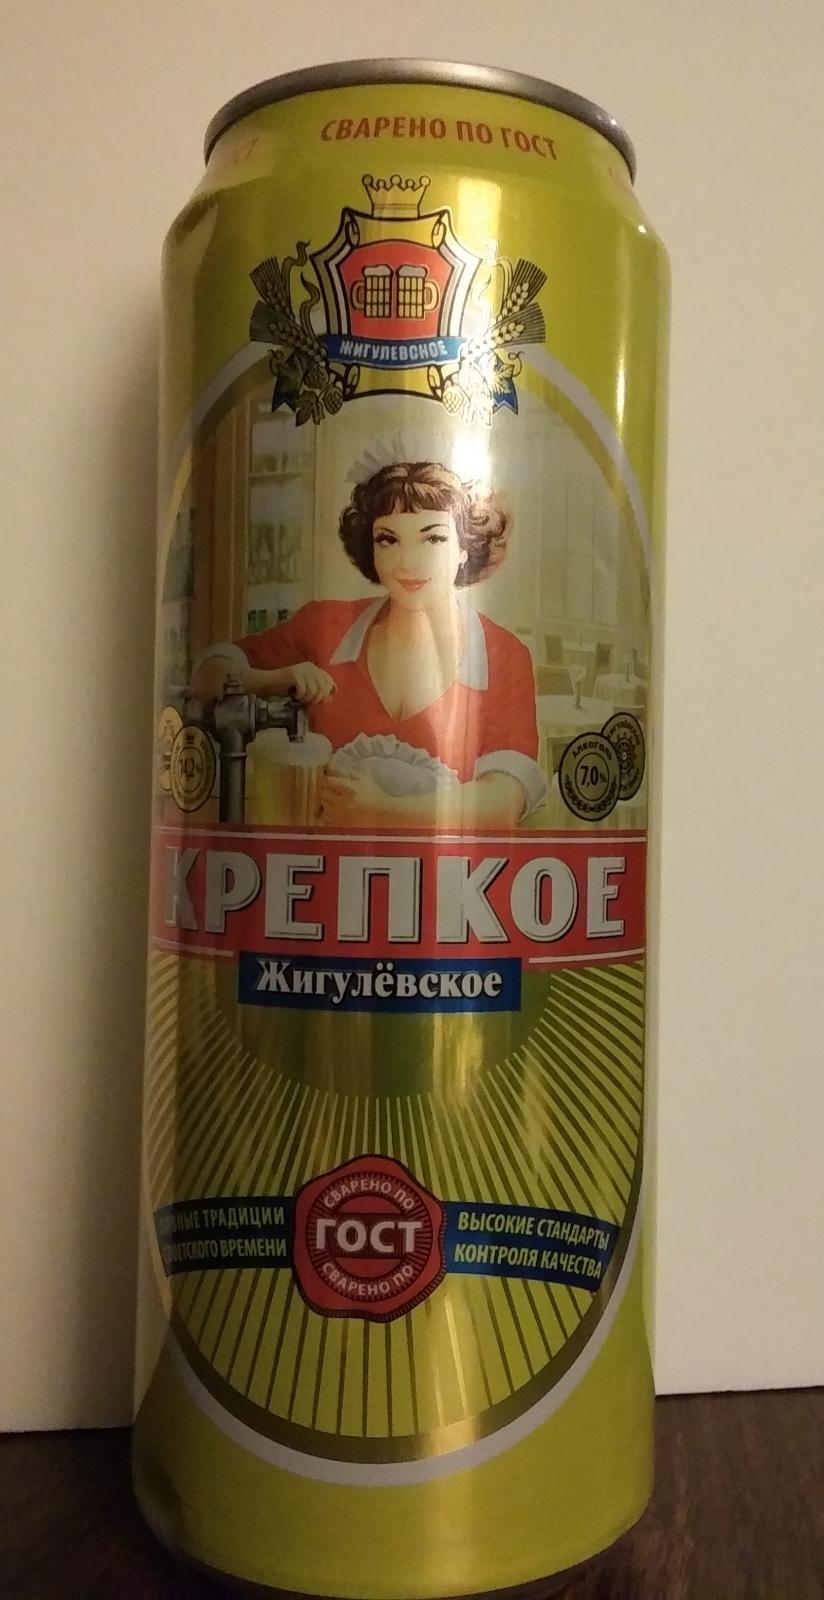 СВАРЕНО ПО ГОСТ
ЖИГУЛЕВСКОЕ
АЛКОГОЛЬ
7,0%
КРЕПКОЕ
Жигулёвское
СВАРЕНО ПО
ГОСТ
СВАРЕНО ПО
ТРАДИЦИИ
ВРЕМЕНИ
ВЫСОКИЕ СТАНДАРТЫ
КОНТРОЛЯ КАЧЕСТВА